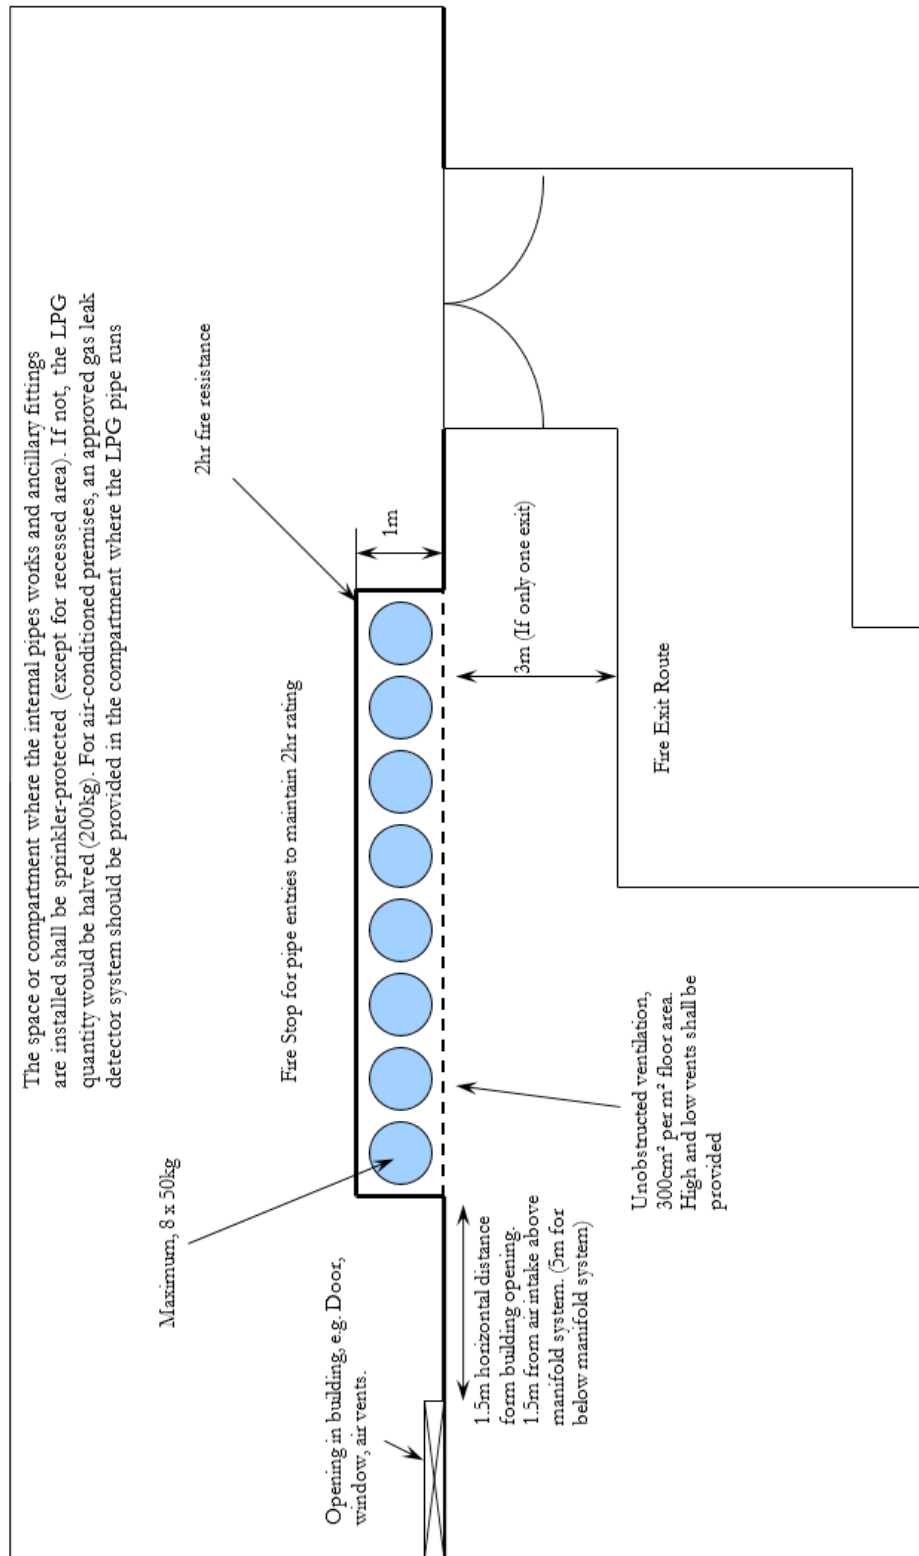 The space or compartment where the internal pipes works and ancillary fittings
are installed shall be sprinkler-protected (except for recessed area). If not, the LPG
quantity would be halved (200kg). For air-conditioned premises, an approved gas leak
detector system should be provided in the compartment where the LPG pipe runs
Maximum, 8 x 50kg
2hr fire resistance
Fire Stop for pipe entries to maintain 2hr rating
Opening in building, e.g. Door,
window, air vents.
1m
1.5m horizontal distance
form building opening.
1.5m from air intake above
manifold system. (5m for
below manifold system)
3m (If only one exit)
Unobstructed ventilation,
300cm² per m² floor area.
High and low vents shall be
provided
Fire Exit Route